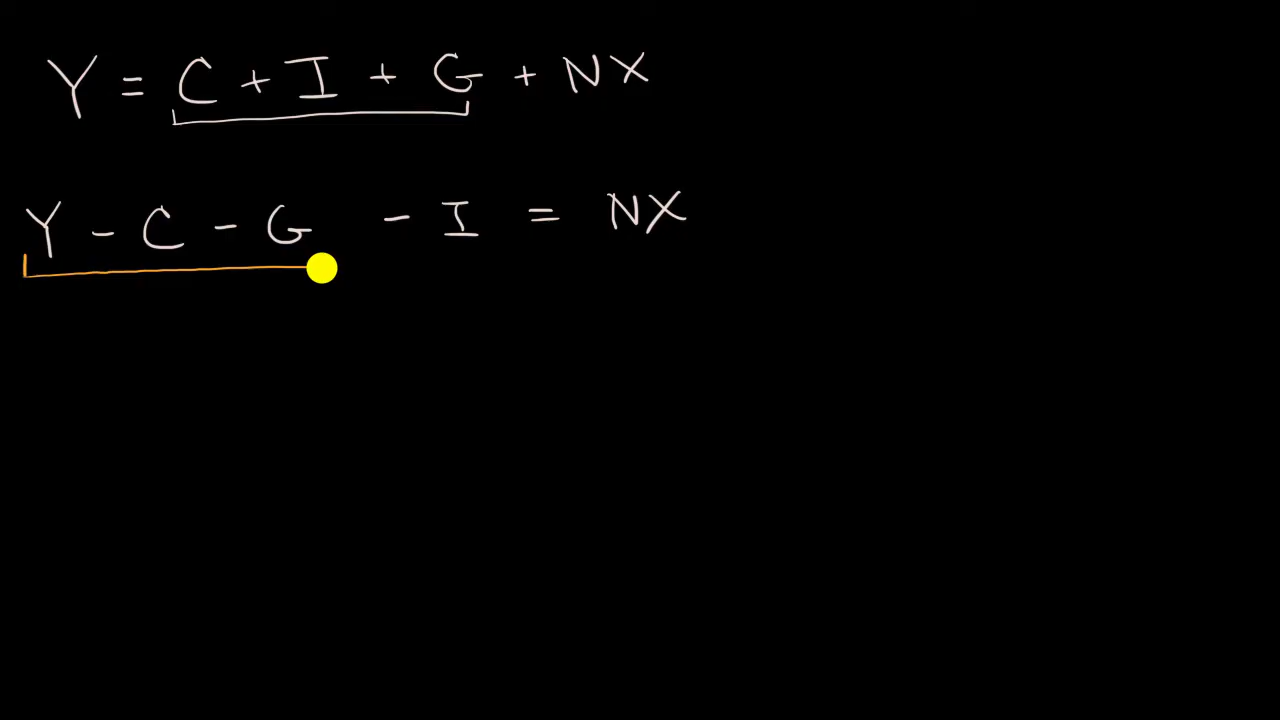 Y = C + I + G + NX
Y - C - G - I = NX